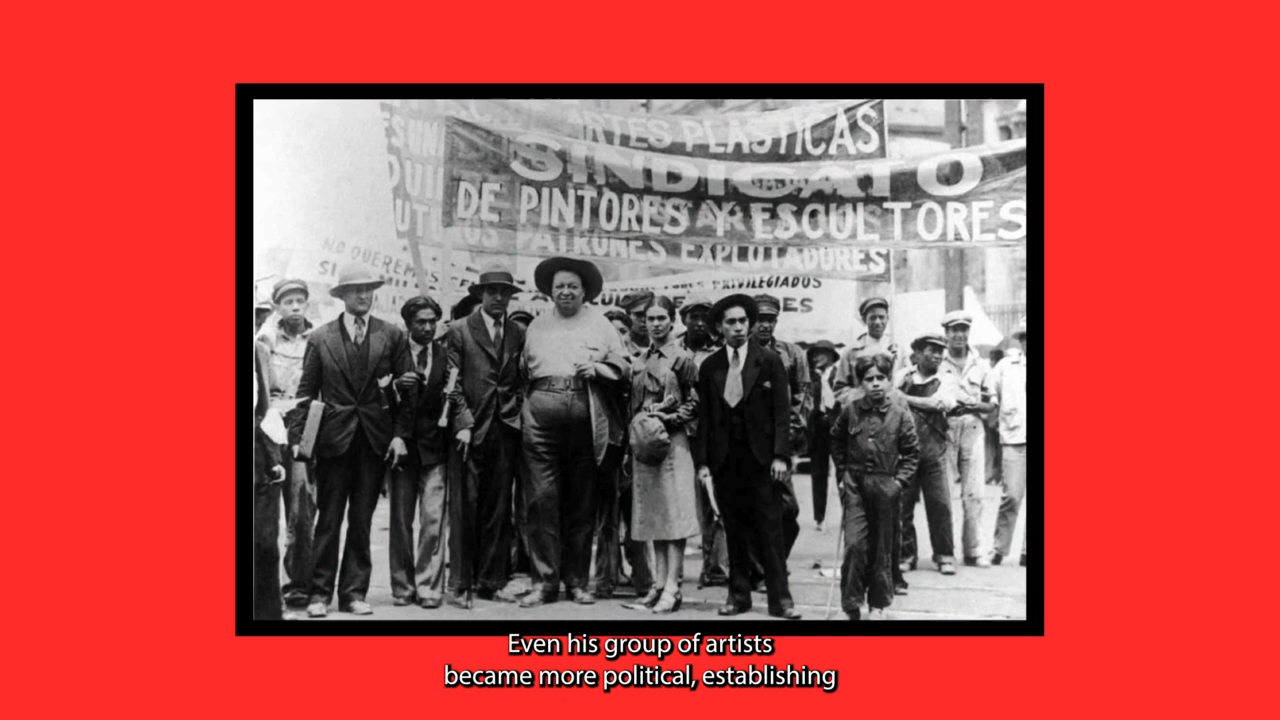 ARTES PLASTICAS
SINDICATO
DE PINTORES Y ESCULTORES
PATRONES EXPLOTADORES
NO QUEREMOS
PRIVILEGIADOS
Even his group of artists
became more political, establishing